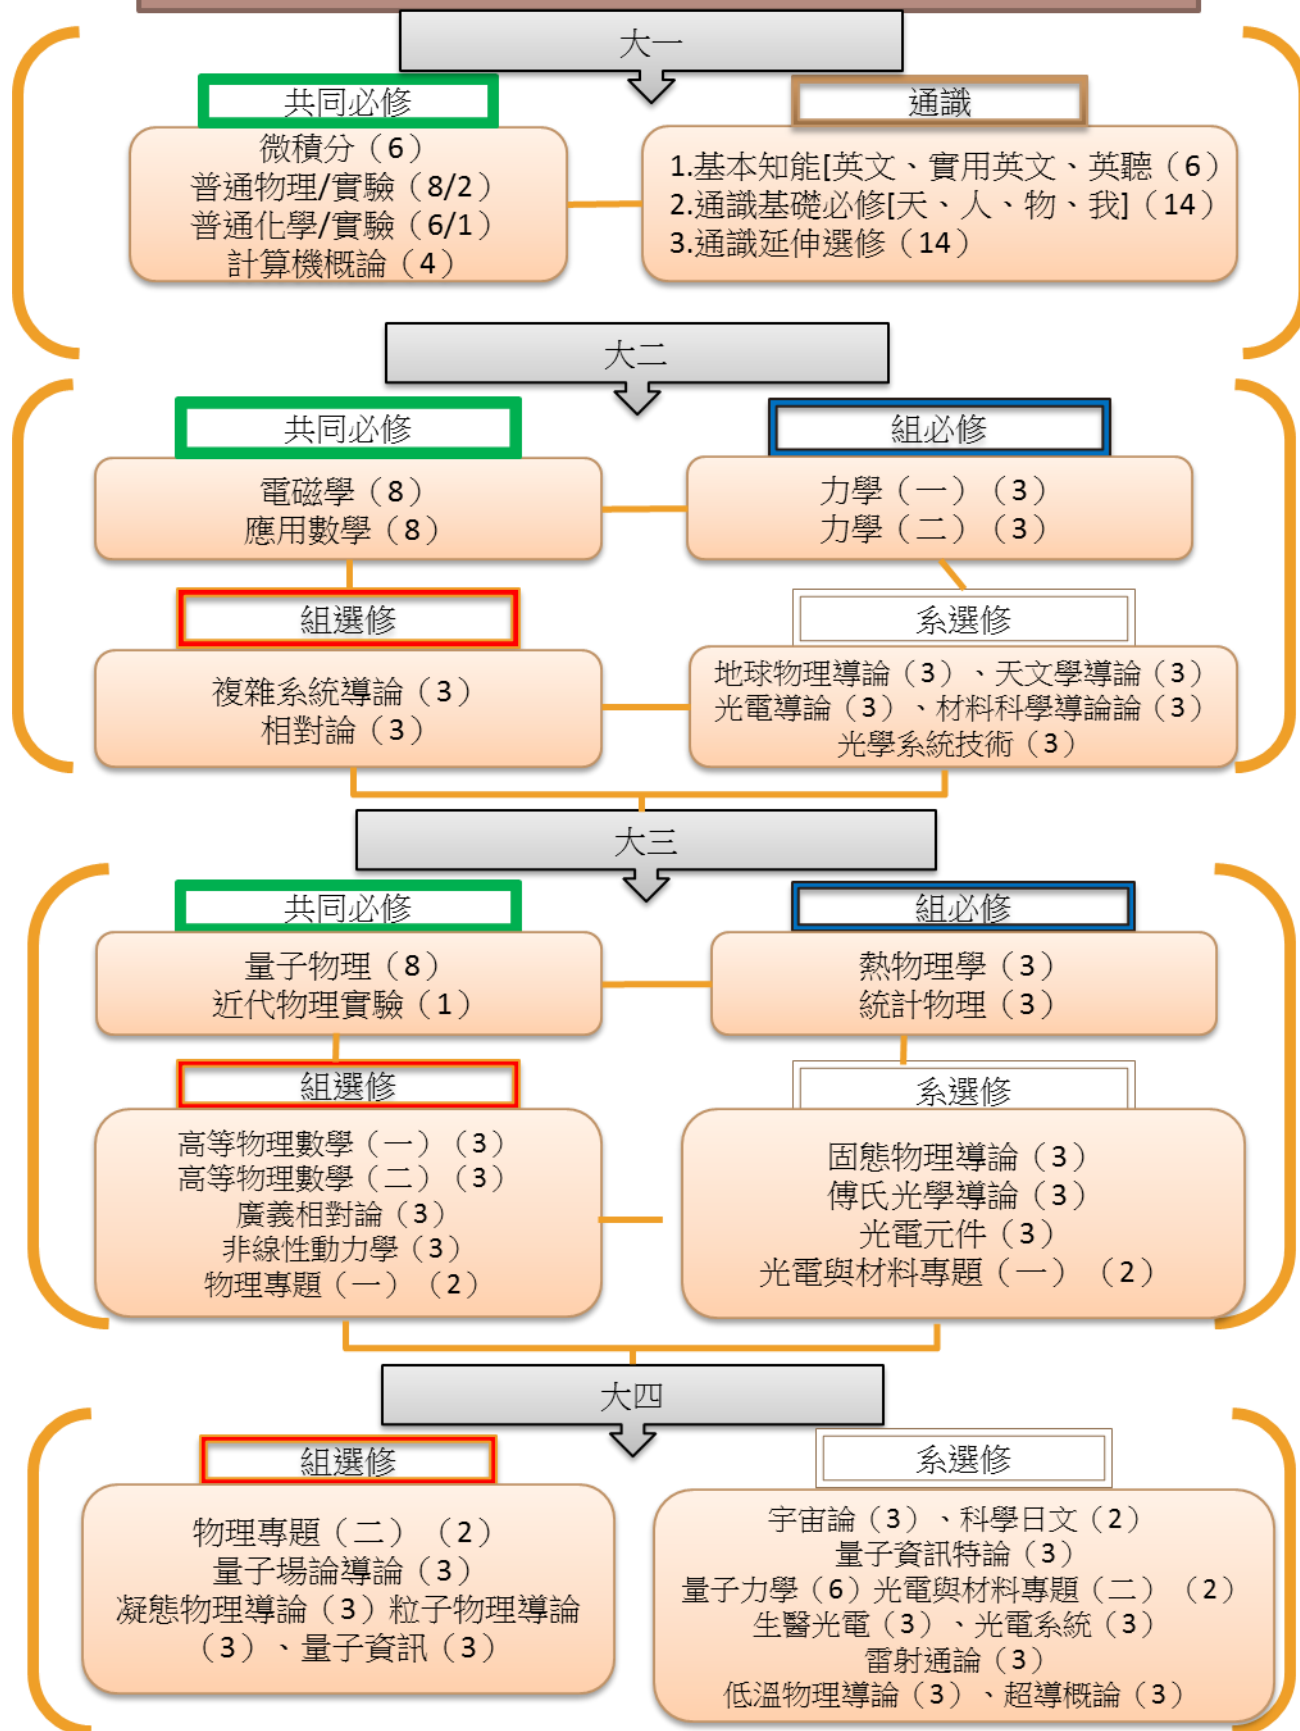 大一
共同必修
微積分（6）
普通物理/實驗（8/2）
普通化學/實驗（6/1）
計算機概論（4）
通識
1.基本知能[英文、實用英文、英聽（6）
2.通識基礎必修[天、人、物、我]（14）
3.通識延伸選修（14）
大二
共同必修
電磁學（8）
應用數學（8）
組必修
力學（一）（3）
力學（二）（3）
組選修
複雜系統導論（3）
相對論（3）
系選修
地球物理導論（3）、天文學導論（3）
光電導論（3）、材料科學導論論（3）
光學系統技術（3）
大三
共同必修
量子物理（8）
近代物理實驗（1）
組必修
熱物理學（3）
統計物理（3）
組選修
高等物理數學（一）（3）
高等物理數學（二）（3）
廣義相對論（3）
非線性動力學（3）
物理專題（一）（2）
系選修
固態物理導論（3）
傅氏光學導論（3）
光電元件（3）
光電與材料專題（一）（2）
大四
組選修
物理專題（二）（2）
量子場論導論（3）
凝態物理導論（3）粒子物理導論
（3）、量子資訊（3）
系選修
宇宙論（3）、科學日文（2）
量子資訊特論（3）
量子力學（6）光電與材料專題（二）（2）
生醫光電（3）、光電系統（3）
雷射通論（3）
低溫物理導論（3）、超導概論（3）